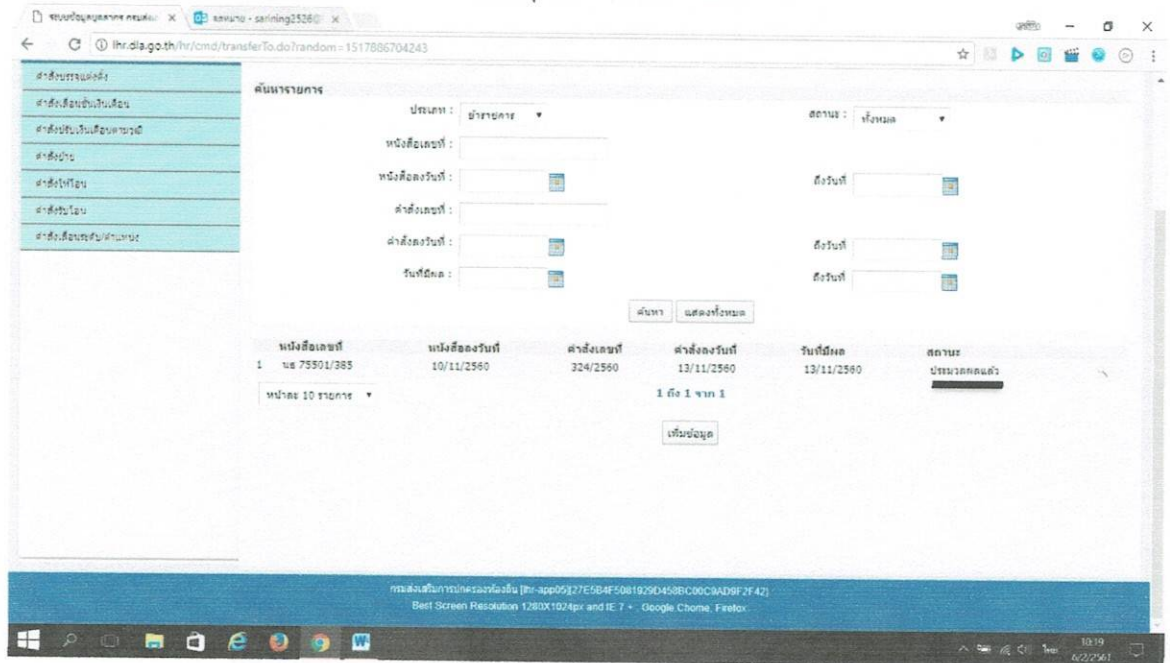 ระบบข้อมูลบุคลากร กรมส่งเ
จดหมาย - sarining2526@
lhr.dla.go.th/hr/cmd/transferTo.do?random=1517886704243
คำสั่งบรรจุแต่งตั้ง
คำสั่งเลื่อนขั้นเงินเดือน
คำสั่งปรับเงินเดือนตามวุฒิ
คำสั่งย้าย
คำสั่งให้โอน
คำสั่งรับโอน
คำสั่งเลื่อนระดับ/ตำแหน่ง
ค้นหารายการ
ประเภท : ข้าราชการ สถานะ : ทั้งหมด
หนังสือเลขที่ :
หนังสือลงวันที่ : ถึงวันที่
คำสั่งเลขที่ :
คำสั่งลงวันที่ : ถึงวันที่
วันที่มีผล : ถึงวันที่
ค้นหา แสดงทั้งหมด
หนังสือเลขที่ หนังสือลงวันที่ คำสั่งเลขที่ คำสั่งลงวันที่ วันที่มีผล สถานะ
1 นธ 75501/385 10/11/2560 324/2560 13/11/2560 13/11/2560 ประมวลผลแล้ว
หน้าละ 10 รายการ 1 ถึง 1 จาก 1
เพิ่มข้อมูล
กรมส่งเสริมการปกครองท้องถิ่น [lhr-app05][27E5B4F5081929D458BC00C9AD9F2F42]
Best Screen Resolution 1280X1024px and IE 7 + , Google Chome, Firefox
ไทย 10:19
6/2/2561